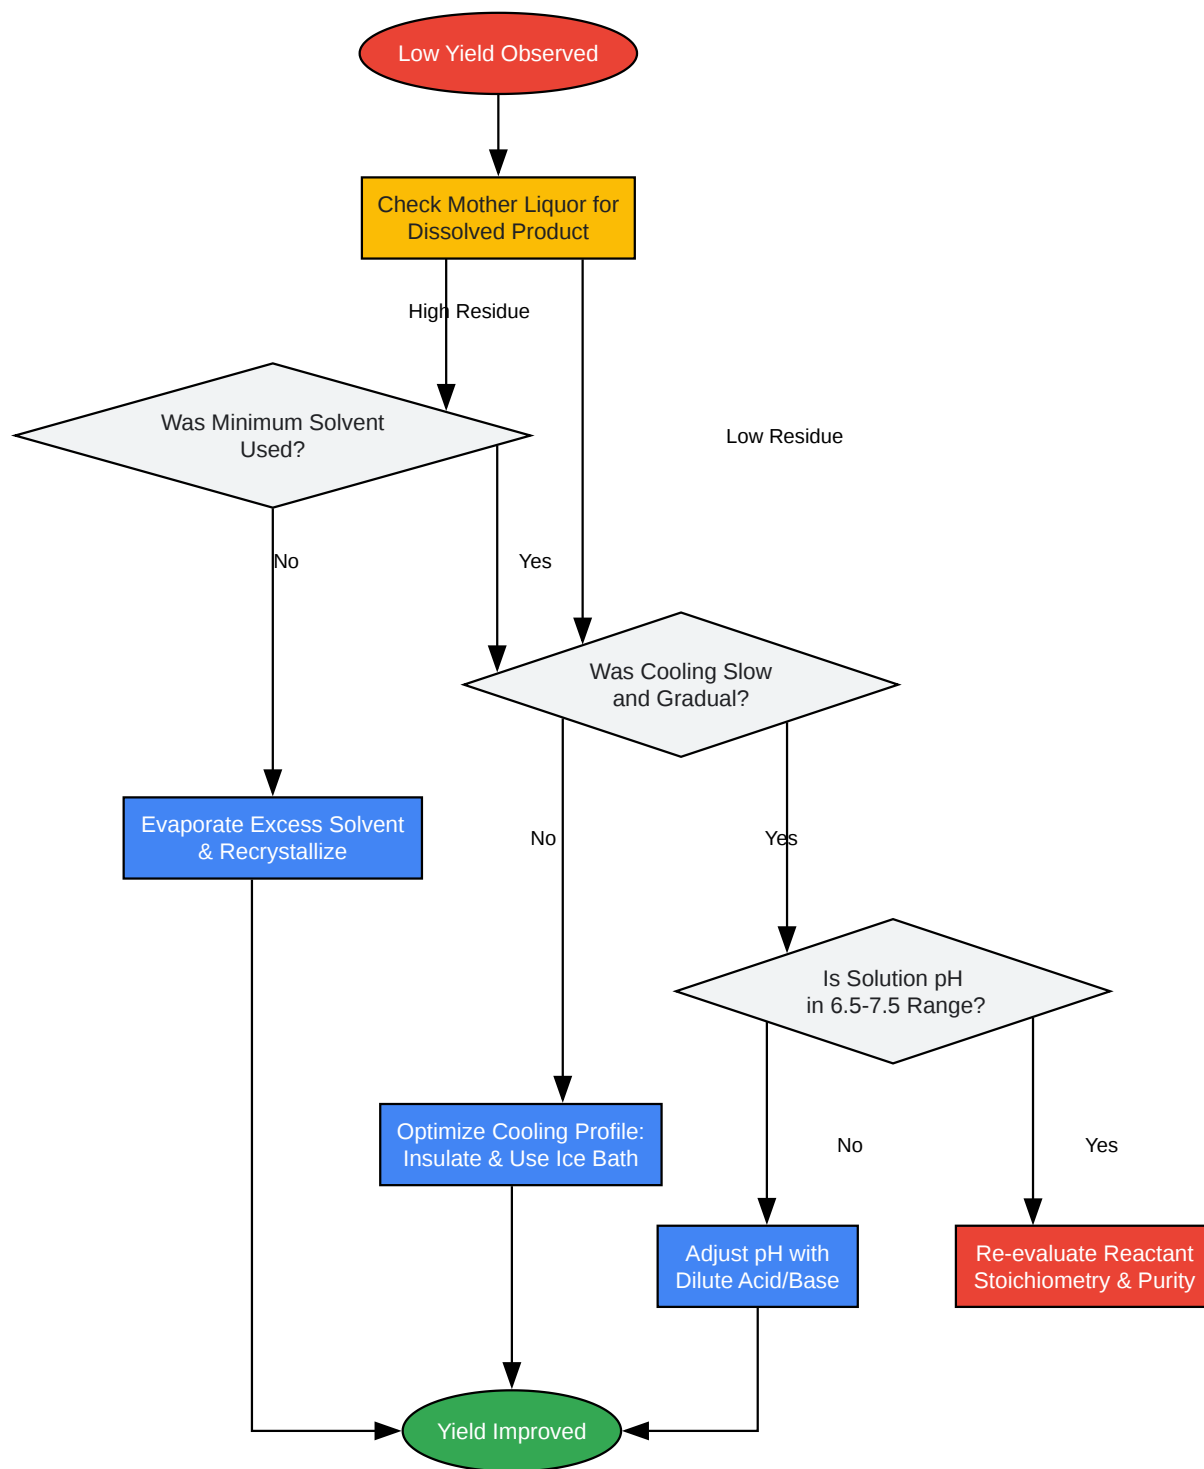 Low Yield Observed
Check Mother Liquor for
Dissolved Product
High Residue
Was Minimum Solvent
Used?
Low Residue
No
Yes
Was Cooling Slow
and Gradual?
Evaporate Excess Solvent
& Recrystallize
No
Yes
Is Solution pH
in 6.5-7.5 Range?
Optimize Cooling Profile:
Insulate & Use Ice Bath
No
Yes
Adjust pH with
Dilute Acid/Base
Re-evaluate Reactant
Stoichiometry & Purity
Yield Improved